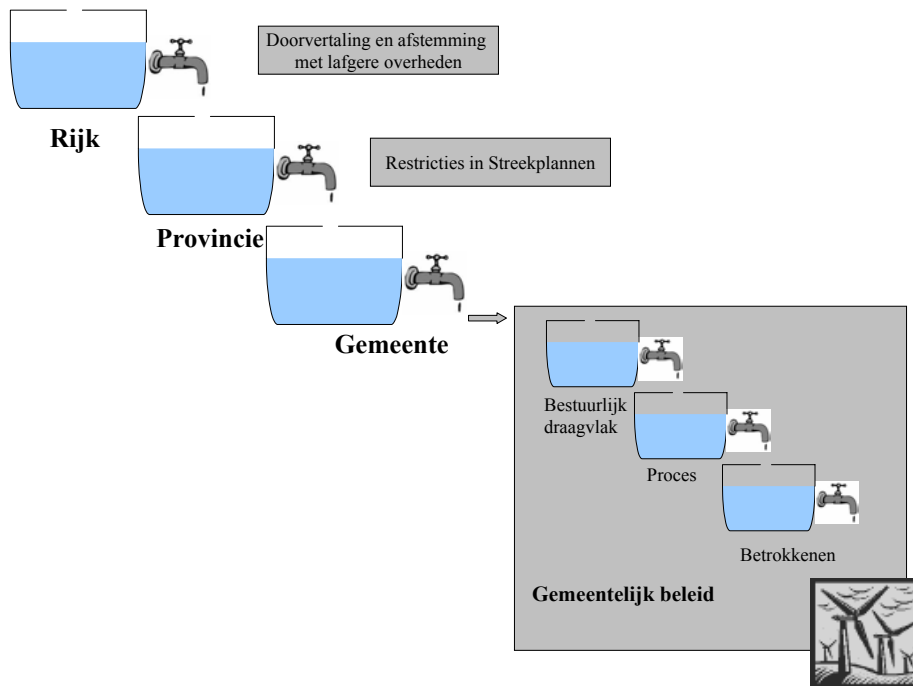 Doorvertaling en afstemming
met lafgere overheden
Rijk
Restricties in Streekplannen
Provincie
Gemeente
Bestuurlijk
draagvlak
Proces
Betrokkenen
Gemeentelijk beleid